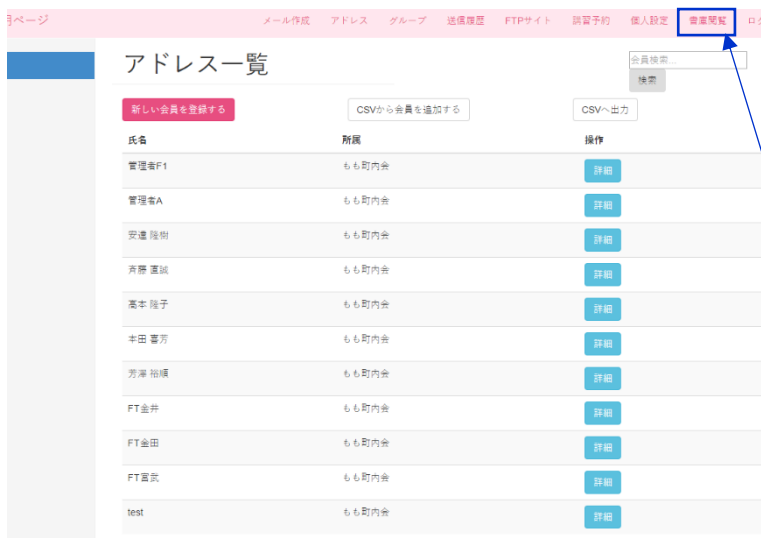 月ページ
メール作成 アドレス グループ 送信履歴 FTPサイト 読習予約 個人設定 書庫閲覧 ログ
アドレス一覧
会員検索...
検索
新しい会員を登録する CSVから会員を追加する CSVへ出力
氏名 所属 操作
管理者F1 もも町内会 詳細
管理者A もも町内会 詳細
安達 隆樹 もも町内会 詳細
斉藤 直誠 もも町内会 詳細
高本 隆子 もも町内会 詳細
本田 喜芳 もも町内会 詳細
芳澤 裕順 もも町内会 詳細
FT金井 もも町内会 詳細
FT金田 もも町内会 詳細
FT富武 もも町内会 詳細
test もも町内会 詳細